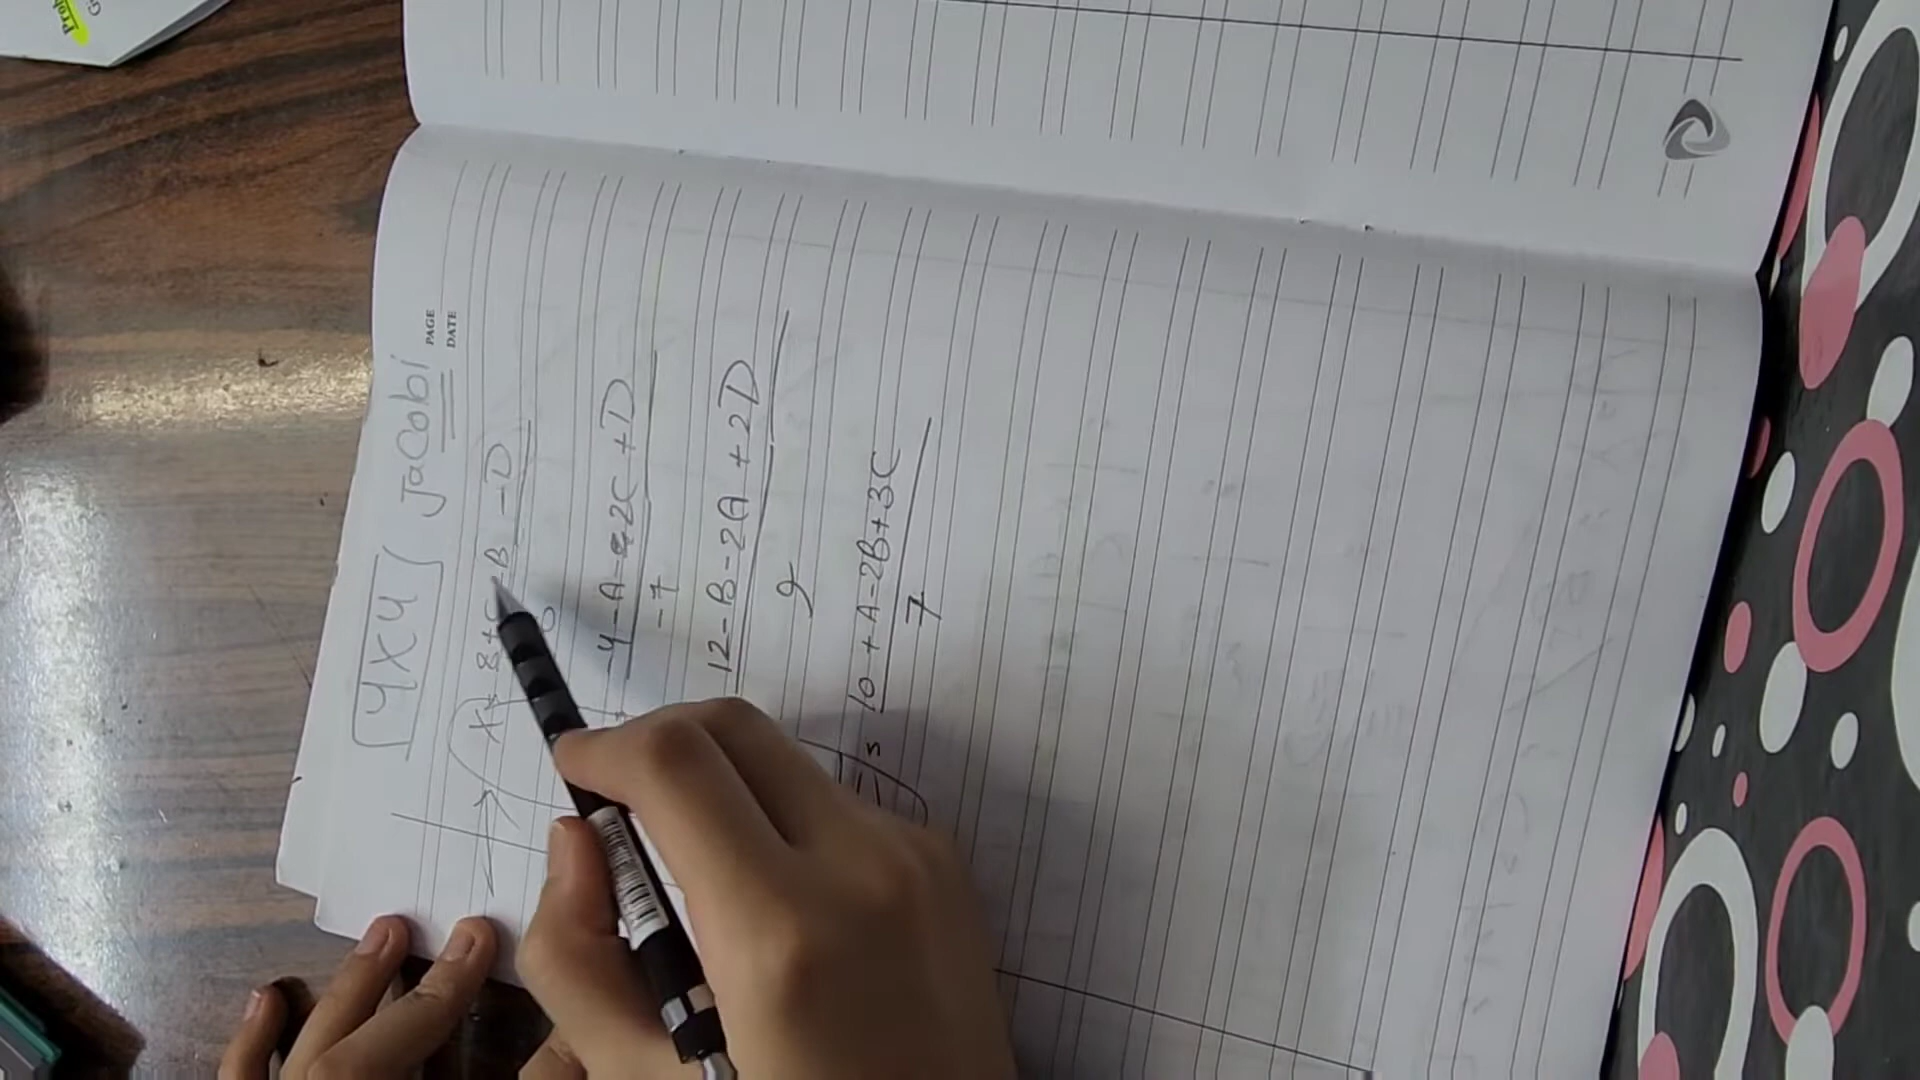 PAGE
DATE
4X4 / Jacobi
X = 8+C-B-D
-4-A-2C+D
-7
12-B-2A+2D
9
= 10+A-2B+3C
7